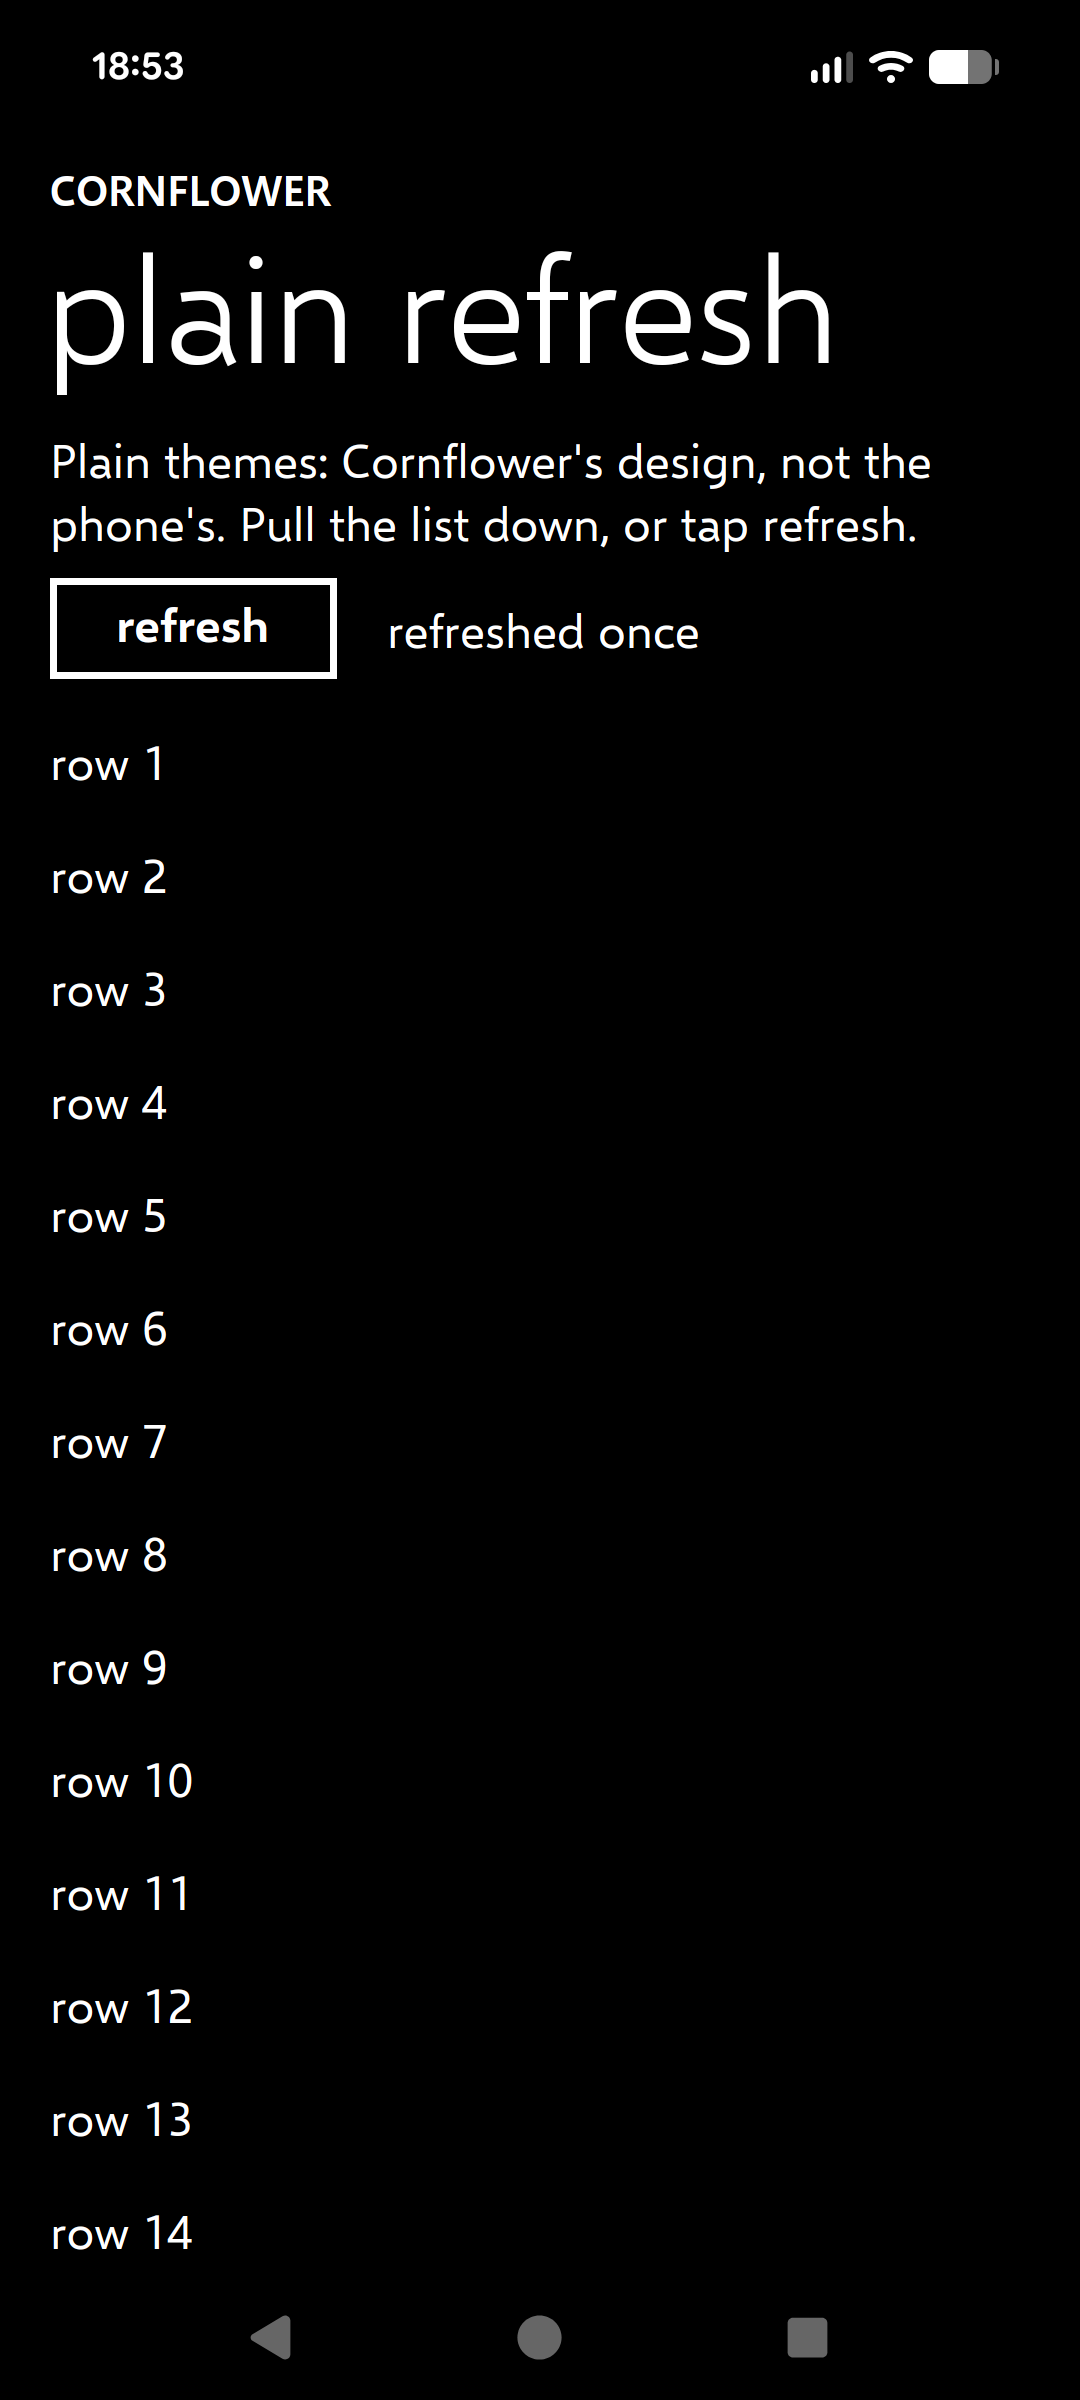 18:53
CORNFLOWER
plain refresh
Plain themes: Cornflower's design, not the
phone's. Pull the list down, or tap refresh.
refresh
refreshed once
row 1
row 2
row 3
row 4
row 5
row 6
row 7
row 8
row 9
row 10
row 11
row 12
row 13
row 14